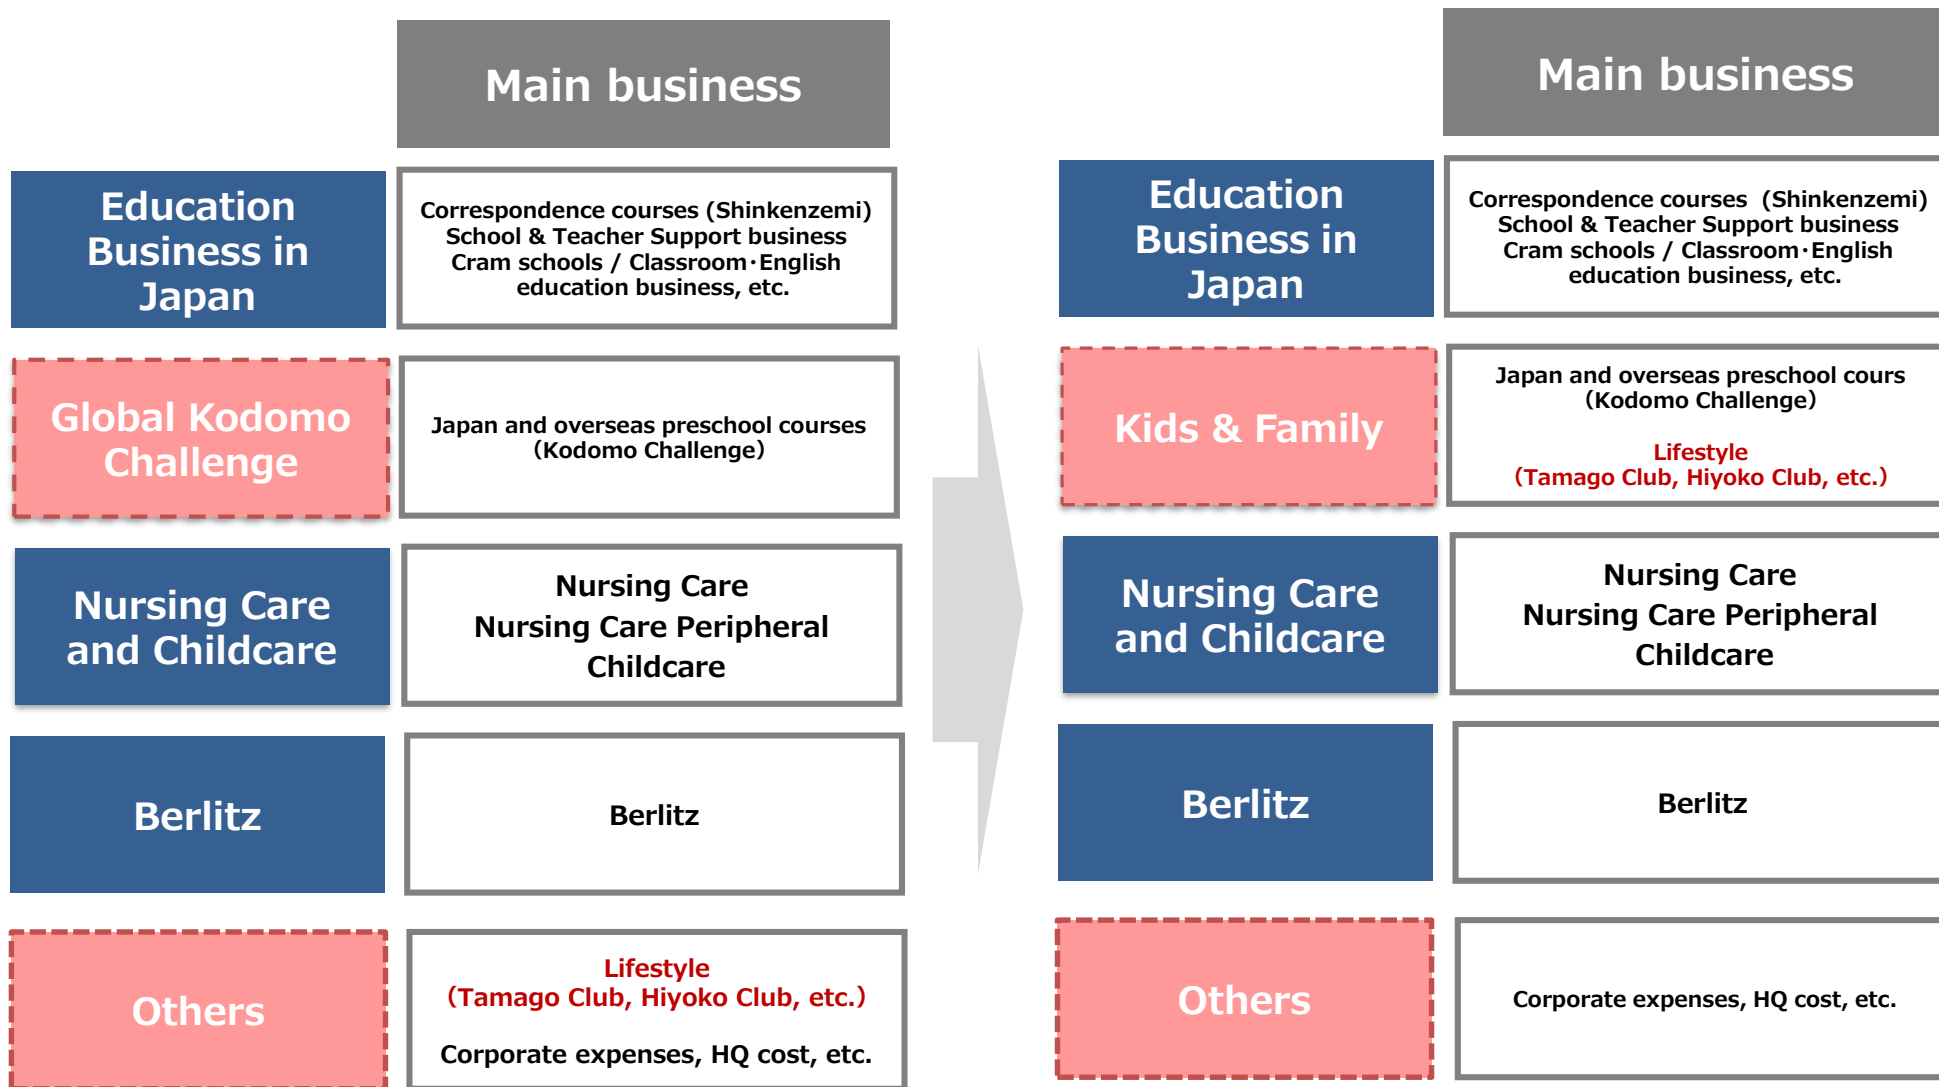 Main business
Education
Business in
Japan
Correspondence courses (Shinkenzemi)
School & Teacher Support business
Cram schools / Classroom・English
education business, etc.
Global Kodomo
Challenge
Japan and overseas preschool courses
（Kodomo Challenge）
Nursing Care
and Childcare
Nursing Care
Nursing Care Peripheral
Childcare
Berlitz
Berlitz
Others
Lifestyle
（Tamago Club, Hiyoko Club, etc.）
Corporate expenses, HQ cost, etc.
Main business
Education
Business in
Japan
Correspondence courses (Shinkenzemi)
School & Teacher Support business
Cram schools / Classroom・English
education business, etc.
Kids & Family
Japan and overseas preschool cours
（Kodomo Challenge）
Lifestyle
（Tamago Club, Hiyoko Club, etc.）
Nursing Care
and Childcare
Nursing Care
Nursing Care Peripheral
Childcare
Berlitz
Berlitz
Others
Corporate expenses, HQ cost, etc.